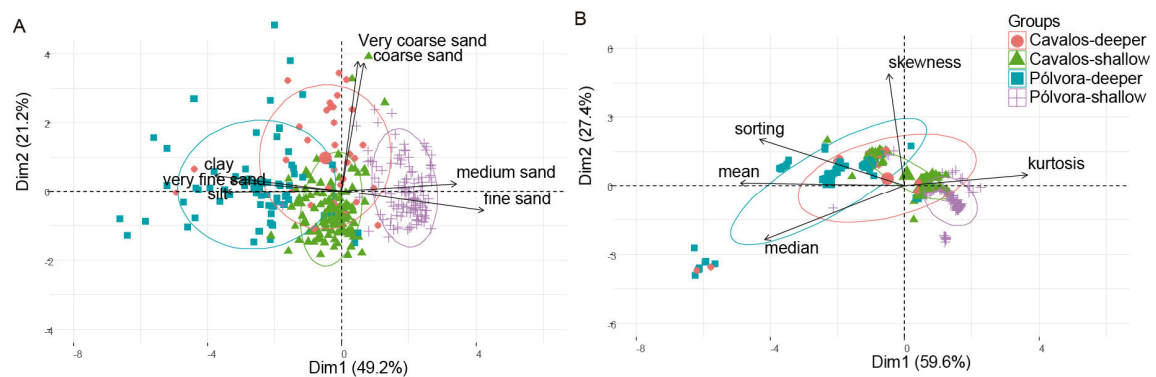 A
Very coarse sand
coarse sand
4
2
0
-2
-4
clay
very fine sand
silt
medium sand
fine sand
-8
-4
0
4
Dim1 (49.2%)
Dim2 (21.2%)
B
Groups
Cavalos-deeper
Cavalos-shallow
Pólvora-deeper
Pólvora-shallow
6
3
0
-3
-6
skewness
sorting
mean
median
kurtosis
-8
-4
0
4
Dim1 (59.6%)
Dim2 (27.4%)